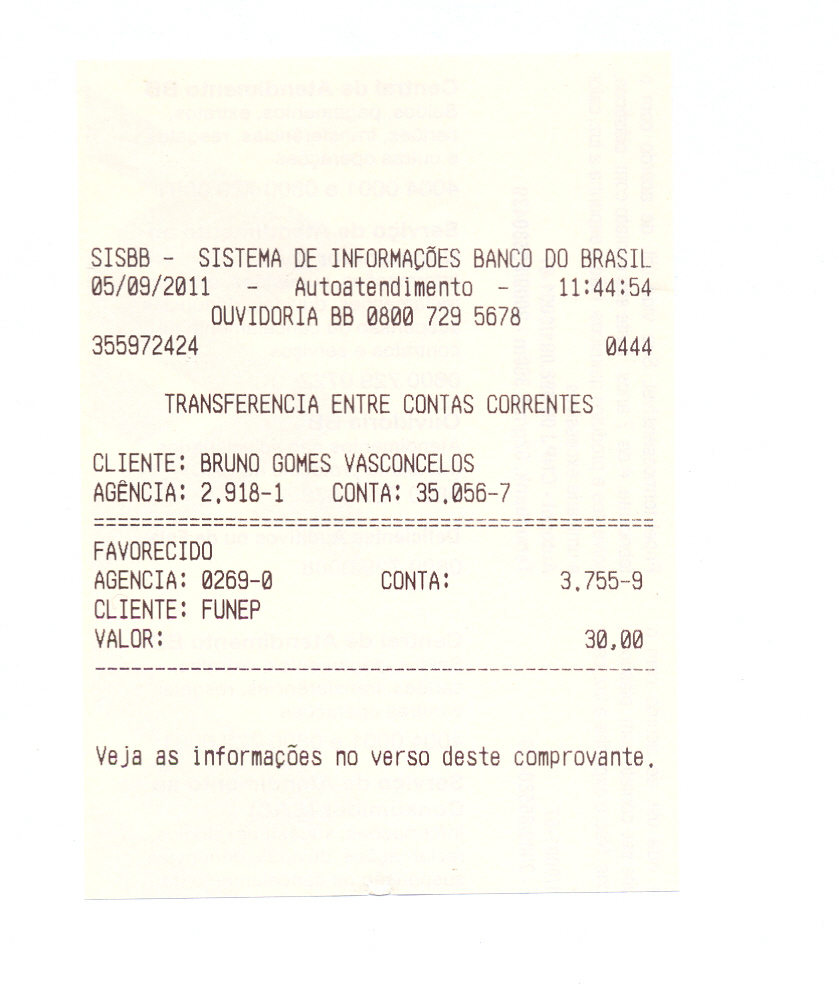 SISBB - SISTEMA DE INFORMAÇÕES BANCO DO BRASIL
05/09/2011 - Autoatendimento - 11:44:54
OUVIDORIA BB 0800 729 5678
355972424 0444
TRANSFERENCIA ENTRE CONTAS CORRENTES
CLIENTE: BRUNO GOMES VASCONCELOS
AGÊNCIA: 2.918-1 CONTA: 35.056-7
===============================================
FAVORECIDO
AGENCIA: 0269-0 CONTA: 3.755-9
CLIENTE: FUNEP
VALOR: 30,00
-----------------------------------------------
Veja as informações no verso deste comprovante.